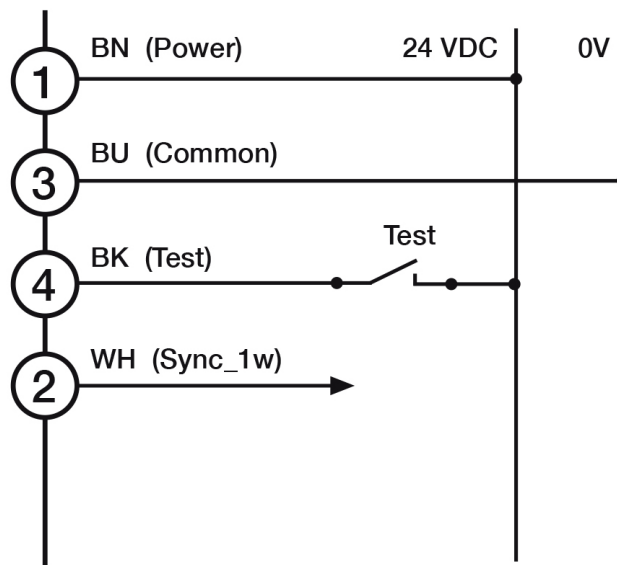 1 BN (Power) 24 VDC 0V
3 BU (Common)
Test
4 BK (Test)
2 WH (Sync_1w)